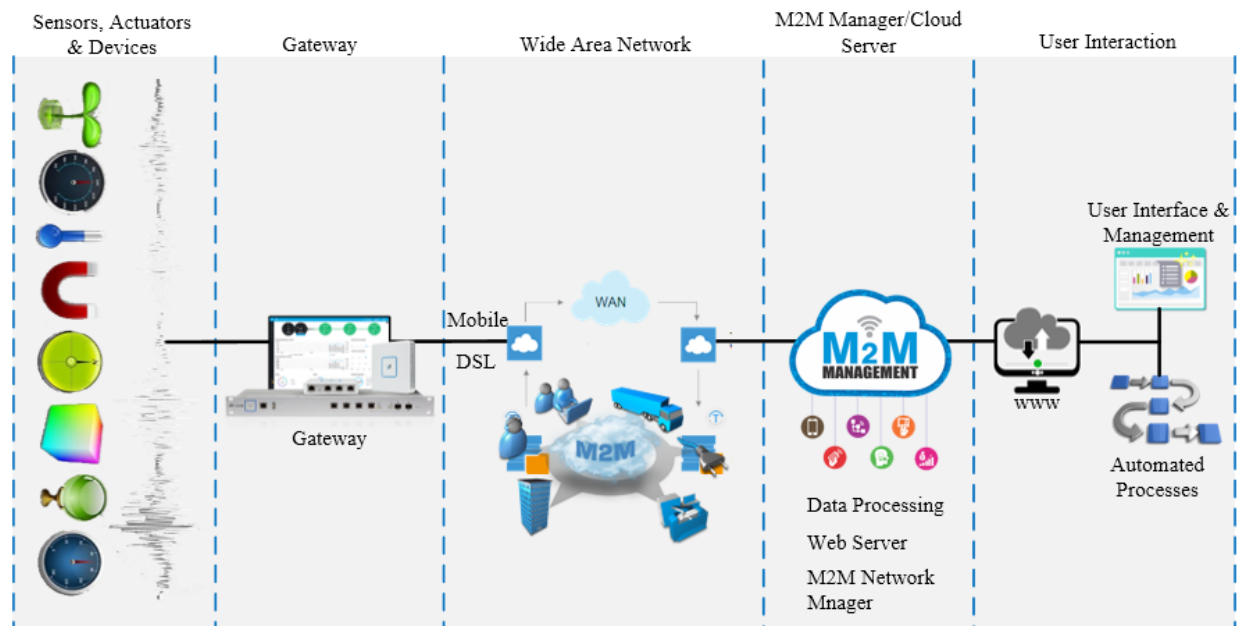 Sensors, Actuators
& Devices
Gateway
Wide Area Network
M2M Manager/Cloud
Server
User Interaction
User Interface &
Management
WAN
Mobile
DSL
M2M
MANAGEMENT
WWW
Gateway
M2M
Automated
Processes
Data Processing
Web Server
M2M Network
Mnager